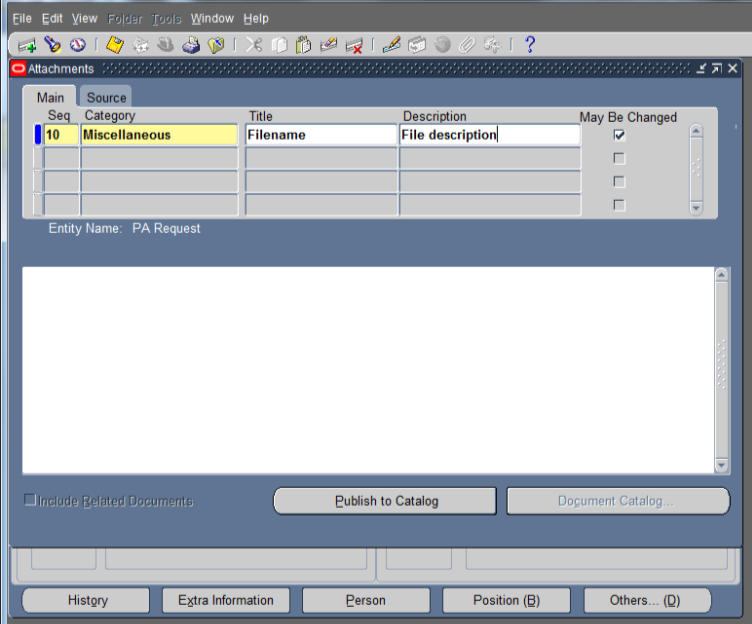 File Edit View Folder Tools Window Help
?
Attachments
Main Source
Seq Category Title Description May Be Changed
10 Miscellaneous Filename File description
Entity Name: PA Request
Include Related Documents Publish to Catalog Document Catalog...
History Extra Information Person Position (B) Others... (D)